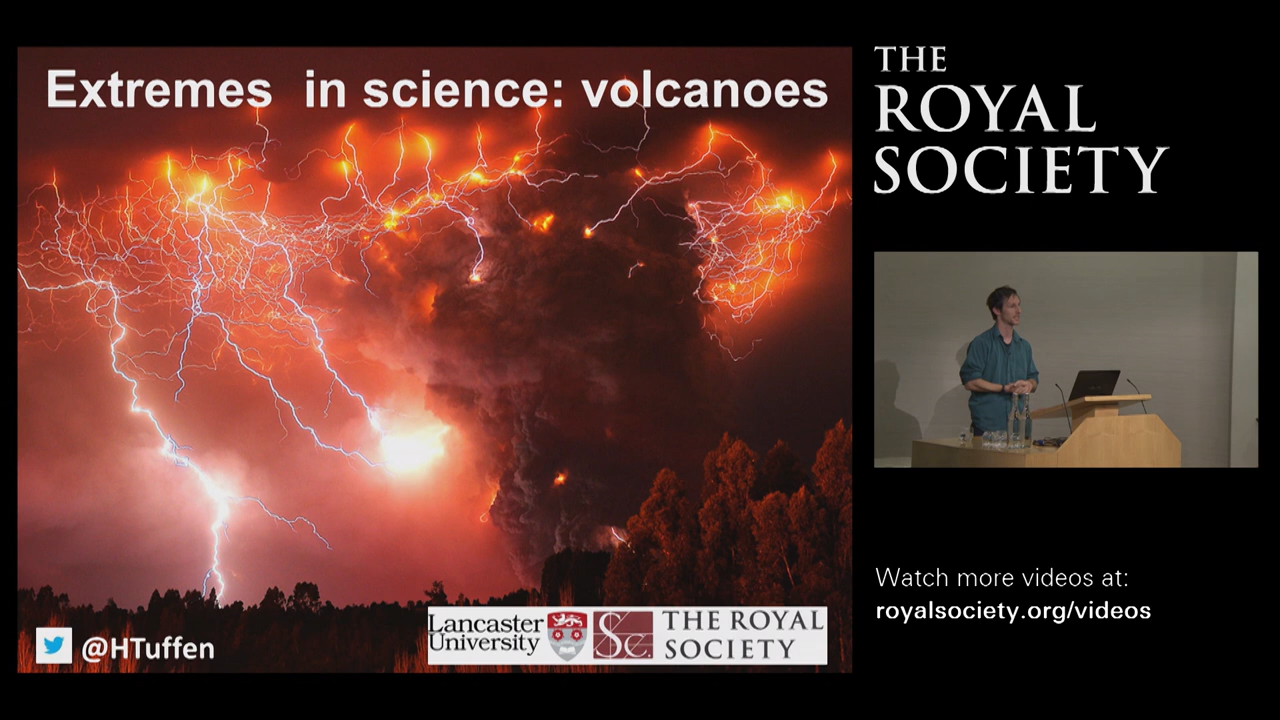 Extremes in science: volcanoes
@HTuffen
Lancaster
University
Sc.
THE ROYAL
SOCIETY
THE
ROYAL
SOCIETY
Watch more videos at:
royalsociety.org/videos